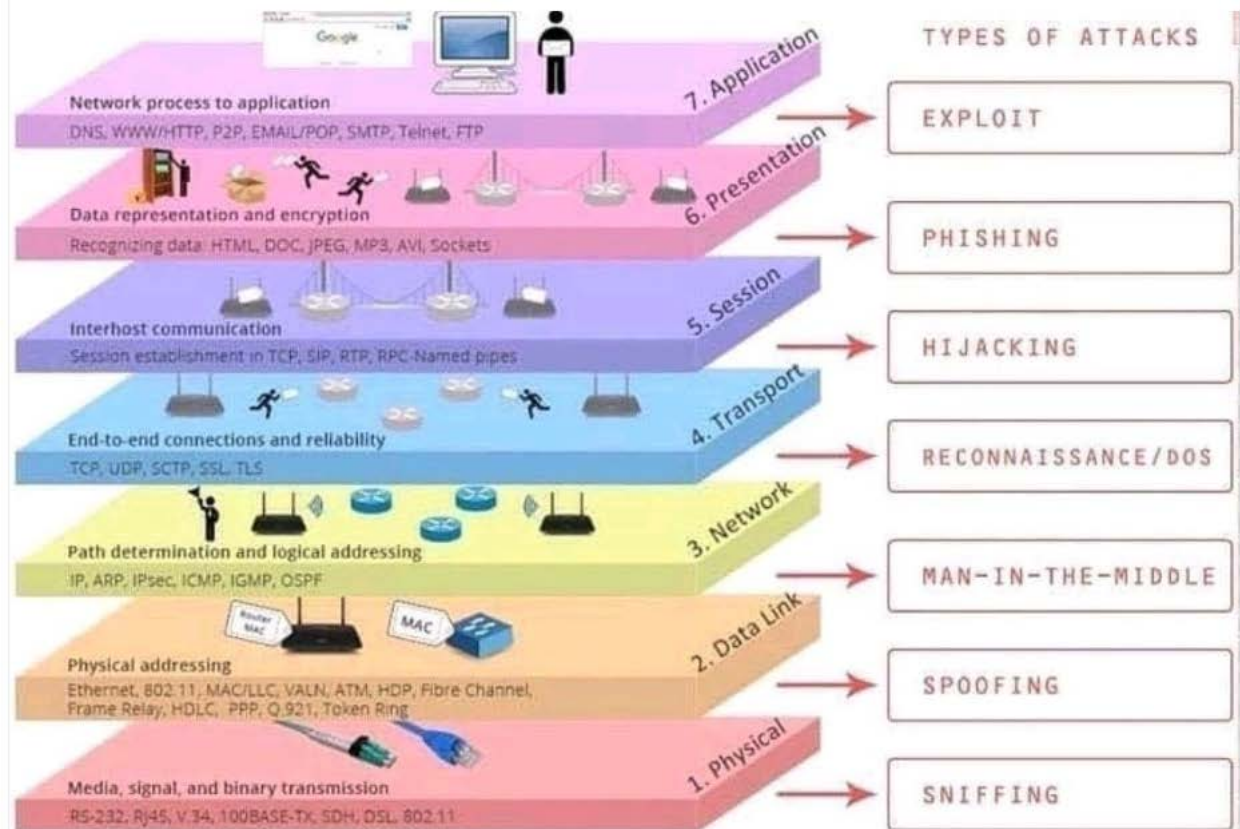 Google
TYPES OF ATTACKS
7. Application
Network process to application
DNS, WWW/HTTP, P2P, EMAIL/POP, SMTP, Telnet, FTP
EXPLOIT
6. Presentation
Data representation and encryption
Recognizing data: HTML, DOC, JPEG, MP3, AVI, Sockets
PHISHING
5. Session
Interhost communication
Session establishment in TCP, SIP, RTP, RPC-Named pipes
HIJACKING
4. Transport
End-to-end connections and reliability
TCP, UDP, SCTP, SSL, TLS
RECONNAISSANCE/DOS
3. Network
Path determination and logical addressing
IP, ARP, IPsec, ICMP, IGMP, OSPF
MAN-IN-THE-MIDDLE
Router
MAC
MAC
2. Data Link
Physical addressing
Ethernet, 802.11, MAC/LLC, VALN, ATM, HDP, Fibre Channel,
Frame Relay, HDLC, PPP, Q.921, Token Ring
SPOOFING
1. Physical
Media, signal, and binary transmission
RS-232, RJ45, V.34, 100BASE-TX, SDH, DSL, 802.11
SNIFFING